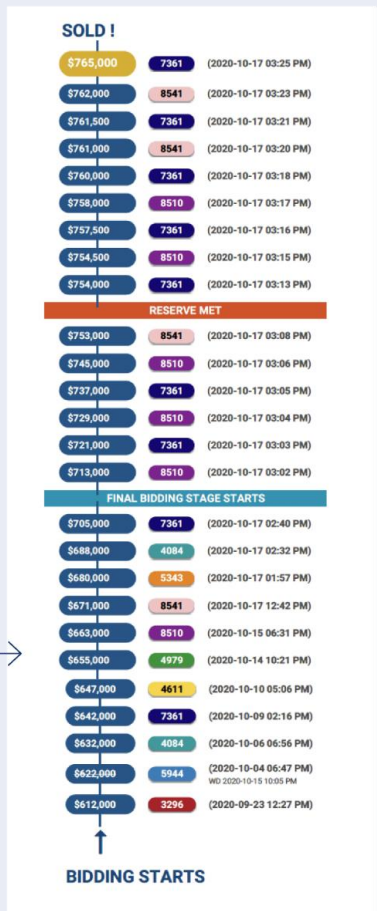 SOLD !
$765,000 7361 (2020-10-17 03:25 PM)
$762,000 8541 (2020-10-17 03:23 PM)
$761,500 7361 (2020-10-17 03:21 PM)
$761,000 8541 (2020-10-17 03:20 PM)
$760,000 7361 (2020-10-17 03:18 PM)
$758,000 8510 (2020-10-17 03:17 PM)
$757,500 7361 (2020-10-17 03:16 PM)
$754,500 8510 (2020-10-17 03:15 PM)
$754,000 7361 (2020-10-17 03:13 PM)
RESERVE MET
$753,000 8541 (2020-10-17 03:08 PM)
$745,000 8510 (2020-10-17 03:06 PM)
$737,000 7361 (2020-10-17 03:05 PM)
$729,000 8510 (2020-10-17 03:04 PM)
$721,000 7361 (2020-10-17 03:03 PM)
$713,000 8510 (2020-10-17 03:02 PM)
FINAL BIDDING STAGE STARTS
$705,000 7361 (2020-10-17 02:40 PM)
$688,000 4084 (2020-10-17 02:32 PM)
$680,000 5343 (2020-10-17 01:57 PM)
$671,000 8541 (2020-10-17 12:42 PM)
$663,000 8510 (2020-10-15 06:31 PM)
$655,000 4979 (2020-10-14 10:21 PM)
$647,000 4611 (2020-10-10 05:06 PM)
$642,000 7361 (2020-10-09 02:16 PM)
$632,000 4084 (2020-10-06 06:56 PM)
$622,000 5944 (2020-10-04 06:47 PM)
WD 2020-10-15 10:05 PM
$612,000 3296 (2020-09-23 12:27 PM)
BIDDING STARTS